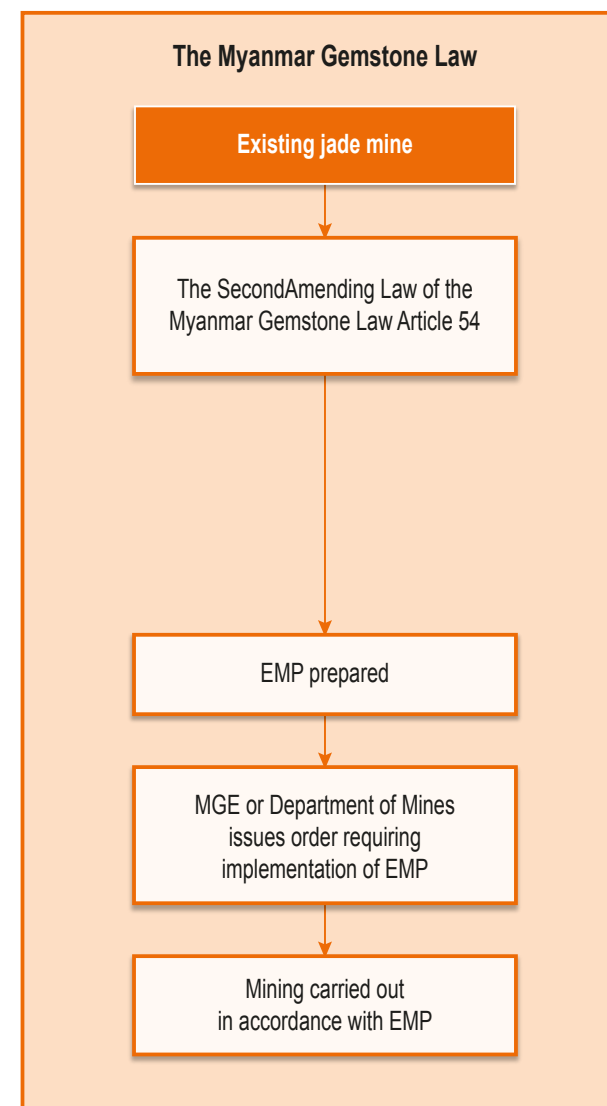 The Myanmar Gemstone Law
Existing jade mine
The SecondAmending Law of the
Myanmar Gemstone Law Article 54
EMP prepared
MGE or Department of Mines
issues order requiring
implementation of EMP
Mining carried out
in accordance with EMP